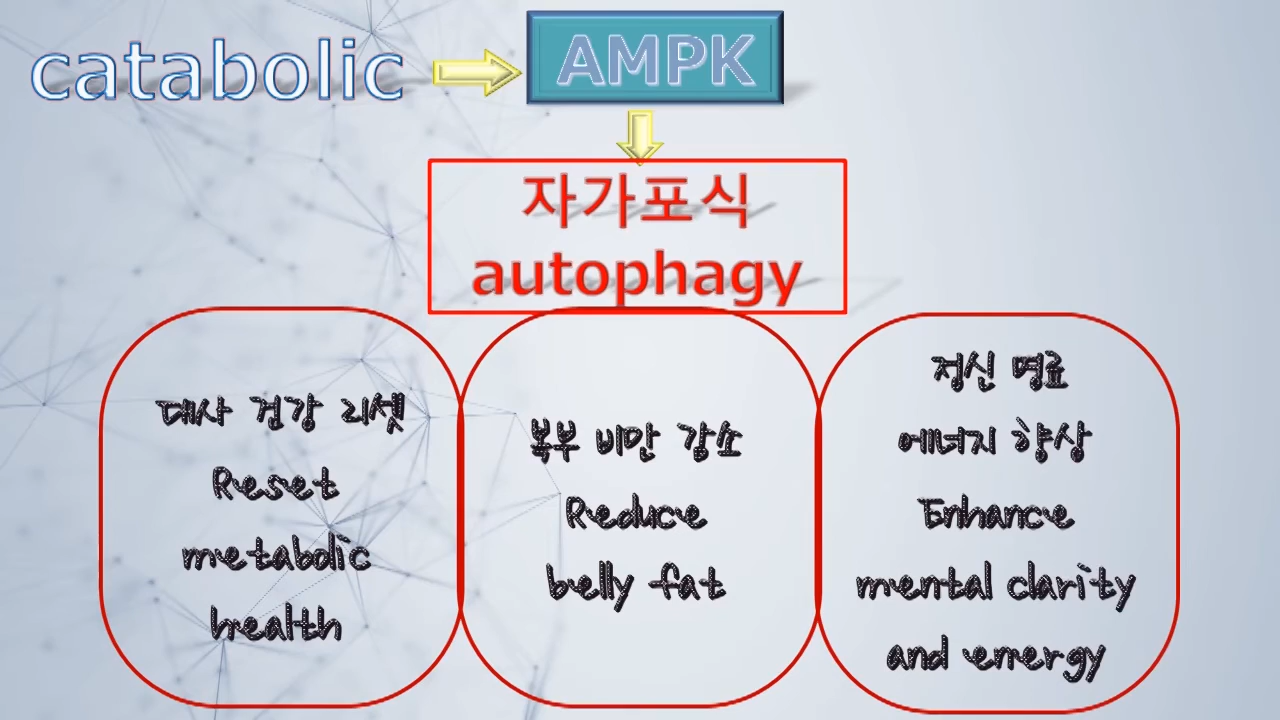 catabolic
AMPK
자가포식
autophagy
대사 건강 리셋
Reset
metabolic
health
복부 비만 감소
Reduce
belly fat
정신 명료
에너지 향상
Enhance
mental clarity
and energy